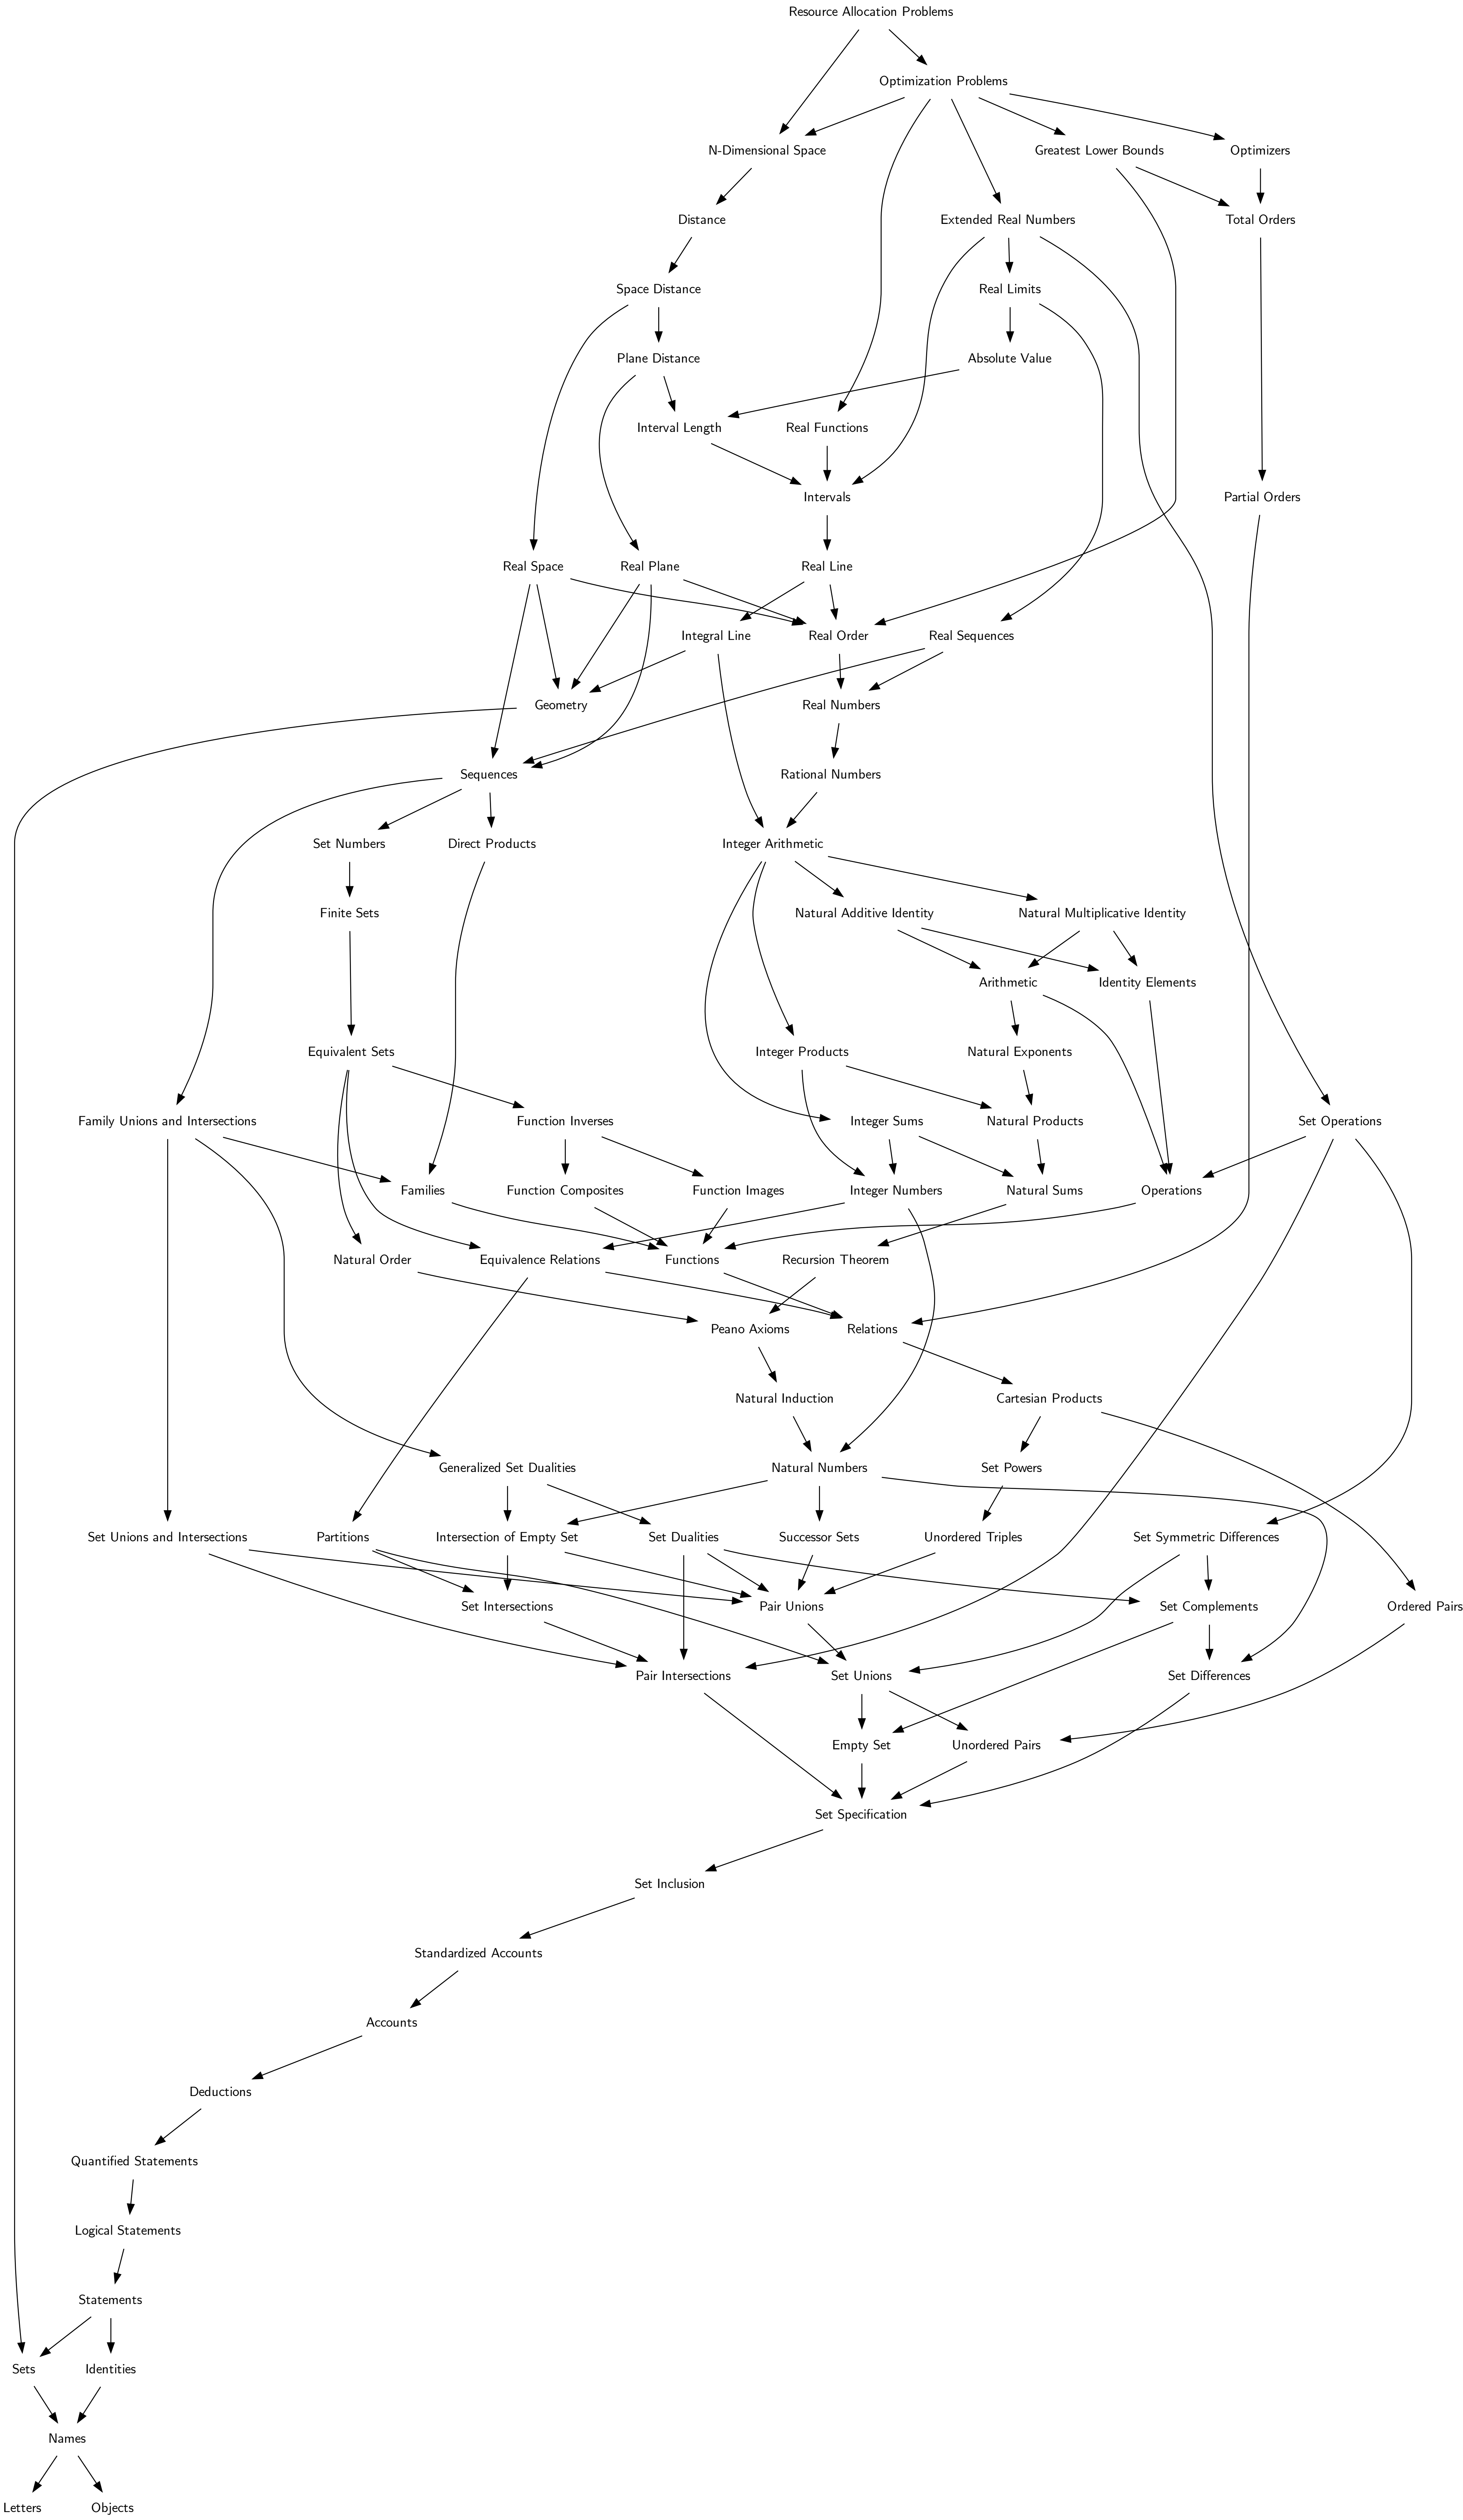 Resource Allocation Problems
Optimization Problems
N-Dimensional Space
Greatest Lower Bounds
Optimizers
Distance
Extended Real Numbers
Total Orders
Space Distance
Real Limits
Plane Distance
Absolute Value
Interval Length
Real Functions
Intervals
Partial Orders
Real Space
Real Plane
Real Line
Integral Line
Real Order
Real Sequences
Geometry
Real Numbers
Sequences
Rational Numbers
Set Numbers
Direct Products
Integer Arithmetic
Finite Sets
Natural Additive Identity
Natural Multiplicative Identity
Arithmetic
Identity Elements
Equivalent Sets
Integer Products
Natural Exponents
Family Unions and Intersections
Function Inverses
Integer Sums
Natural Products
Set Operations
Families
Function Composites
Function Images
Integer Numbers
Natural Sums
Operations
Natural Order
Equivalence Relations
Functions
Recursion Theorem
Peano Axioms
Relations
Natural Induction
Cartesian Products
Generalized Set Dualities
Natural Numbers
Set Powers
Set Unions and Intersections
Partitions
Intersection of Empty Set
Set Dualities
Successor Sets
Unordered Triples
Set Symmetric Differences
Set Intersections
Pair Unions
Set Complements
Ordered Pairs
Pair Intersections
Set Unions
Set Differences
Empty Set
Unordered Pairs
Set Specification
Set Inclusion
Standardized Accounts
Accounts
Deductions
Quantified Statements
Logical Statements
Statements
Sets
Identities
Names
Letters
Objects